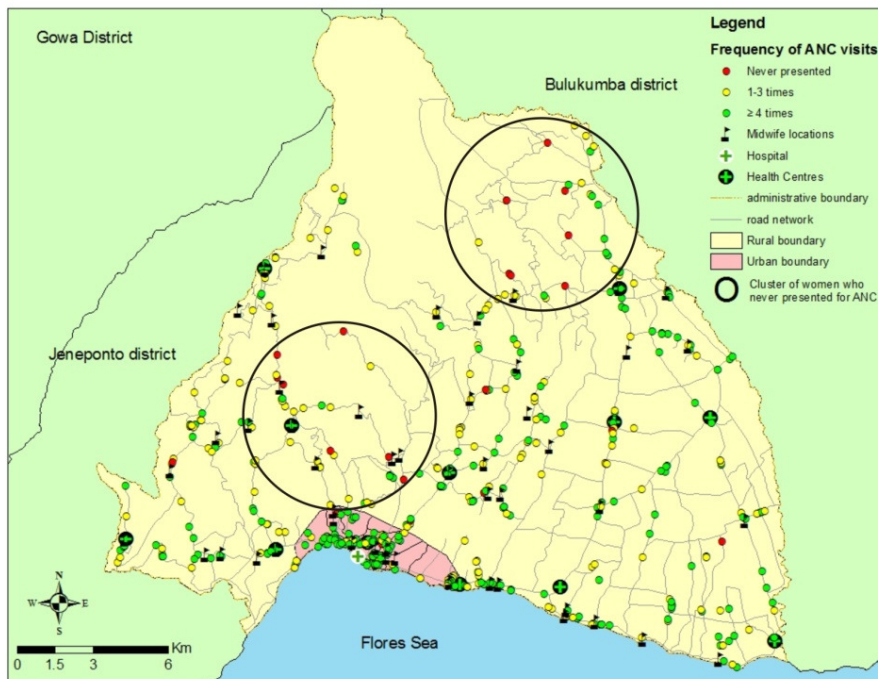 Gowa District
Bulukumba district
Jeneponto district
Flores Sea
N
W E
S
Km
0 1.5 3 6
Legend
Frequency of ANC visits
Never presented
1-3 times
≥ 4 times
Midwife locations
Hospital
Health Centres
administrative boundary
road network
Rural boundary
Urban boundary
Cluster of women who
never presented for ANC